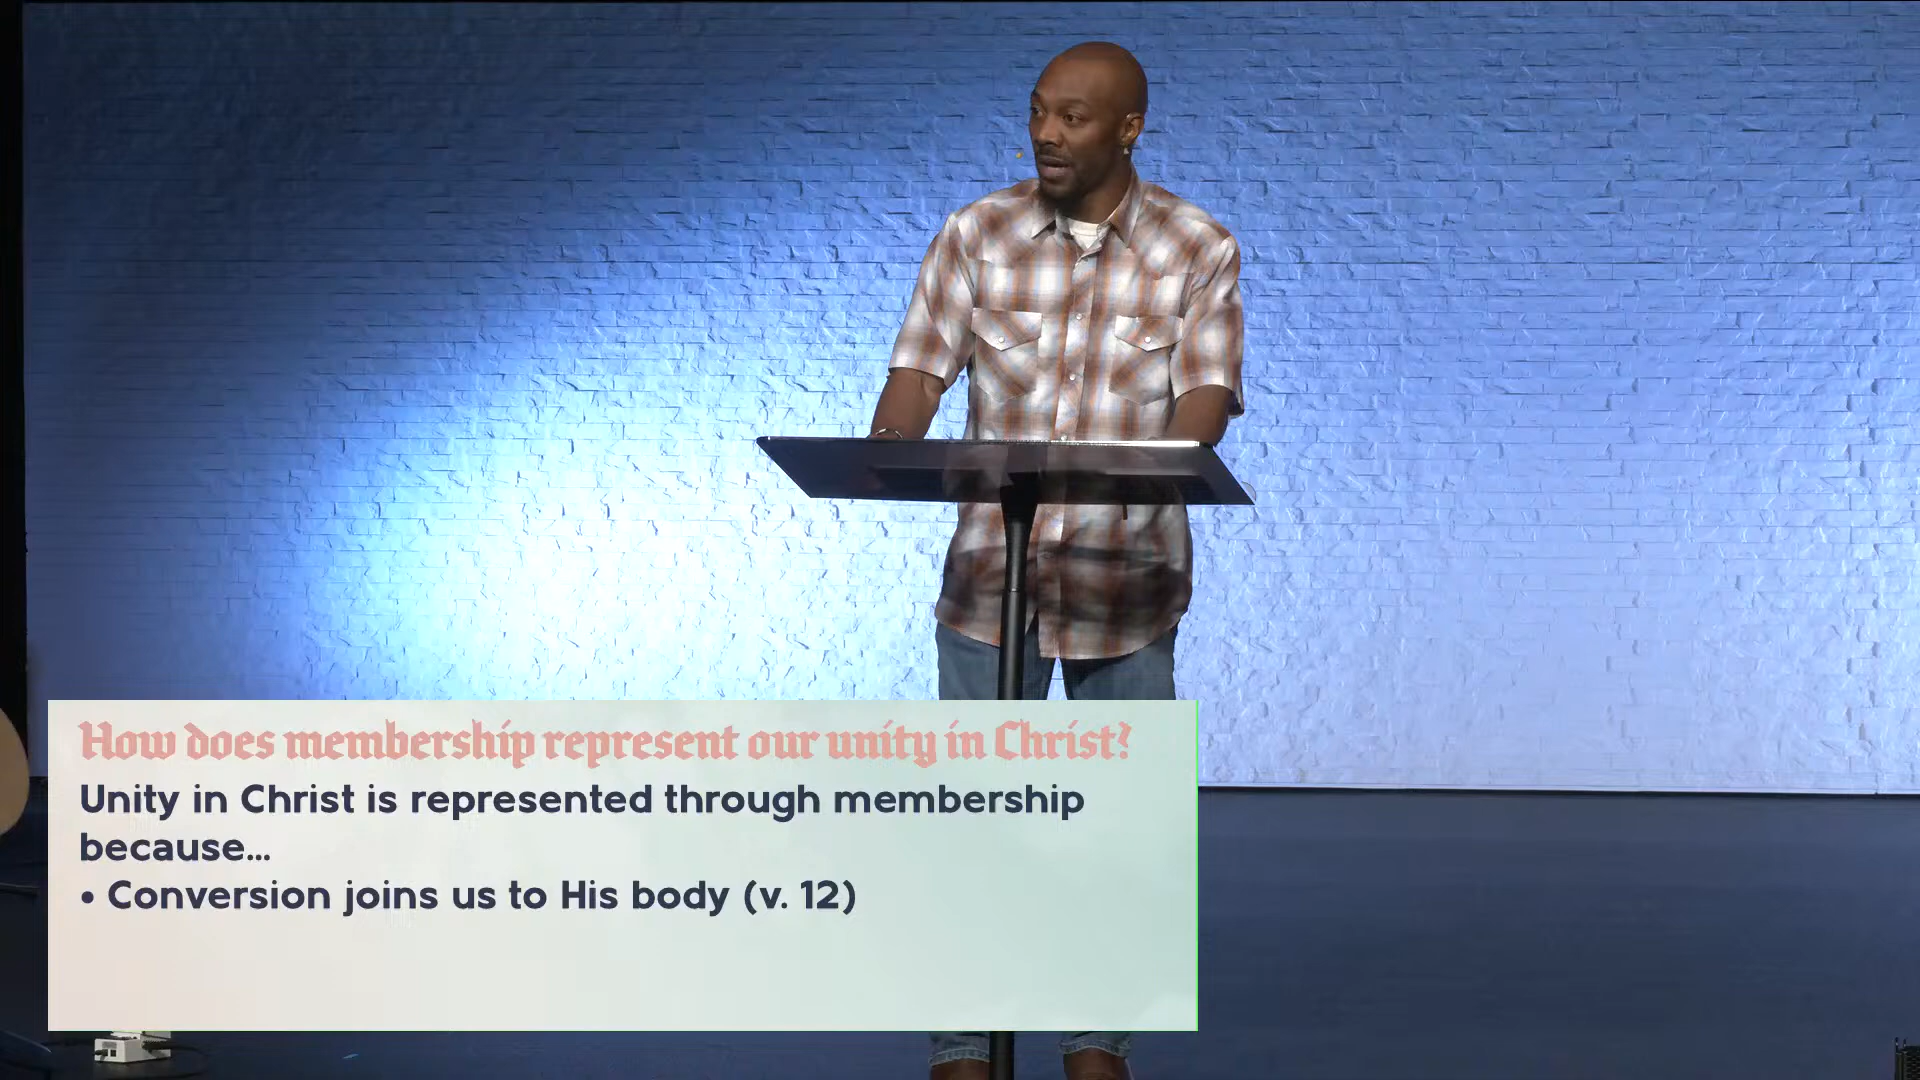 How does membership represent our unity in Christ?
Unity in Christ is represented through membership
because...
• Conversion joins us to His body (v. 12)